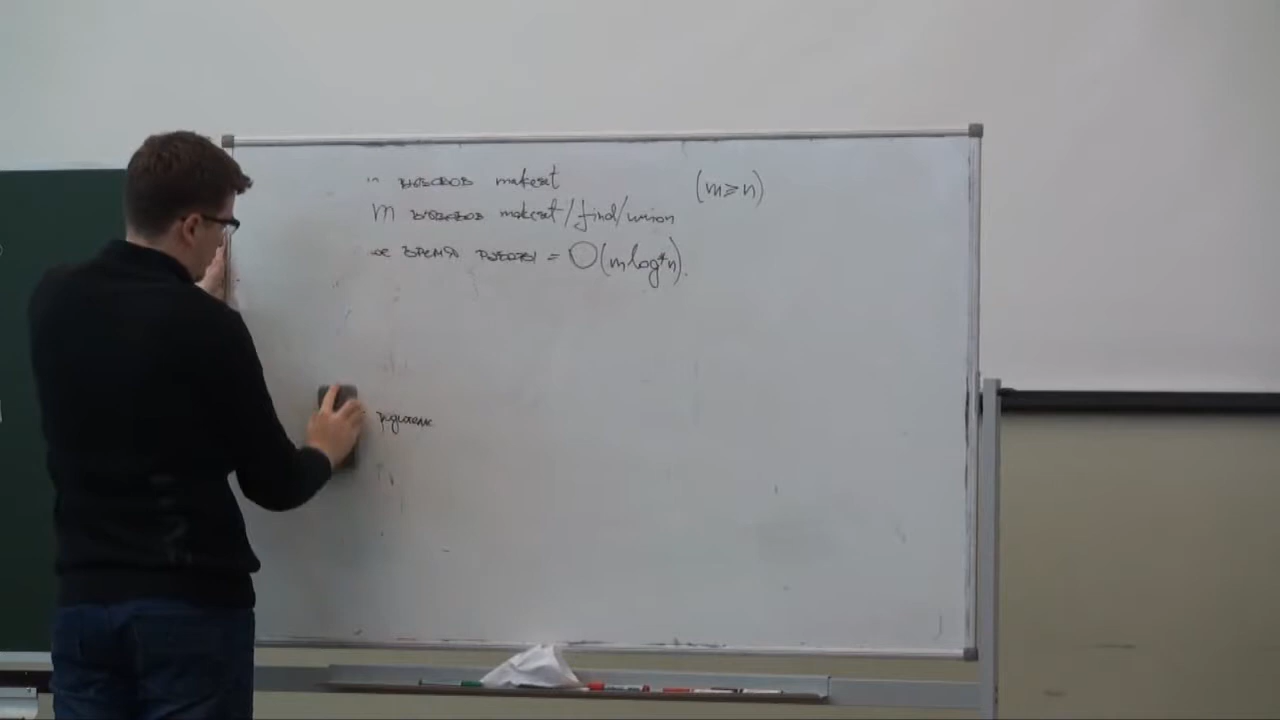 n вызовов makeset (m≥n)
m вызовов makeset/find/union
время работы = O(m log*n).